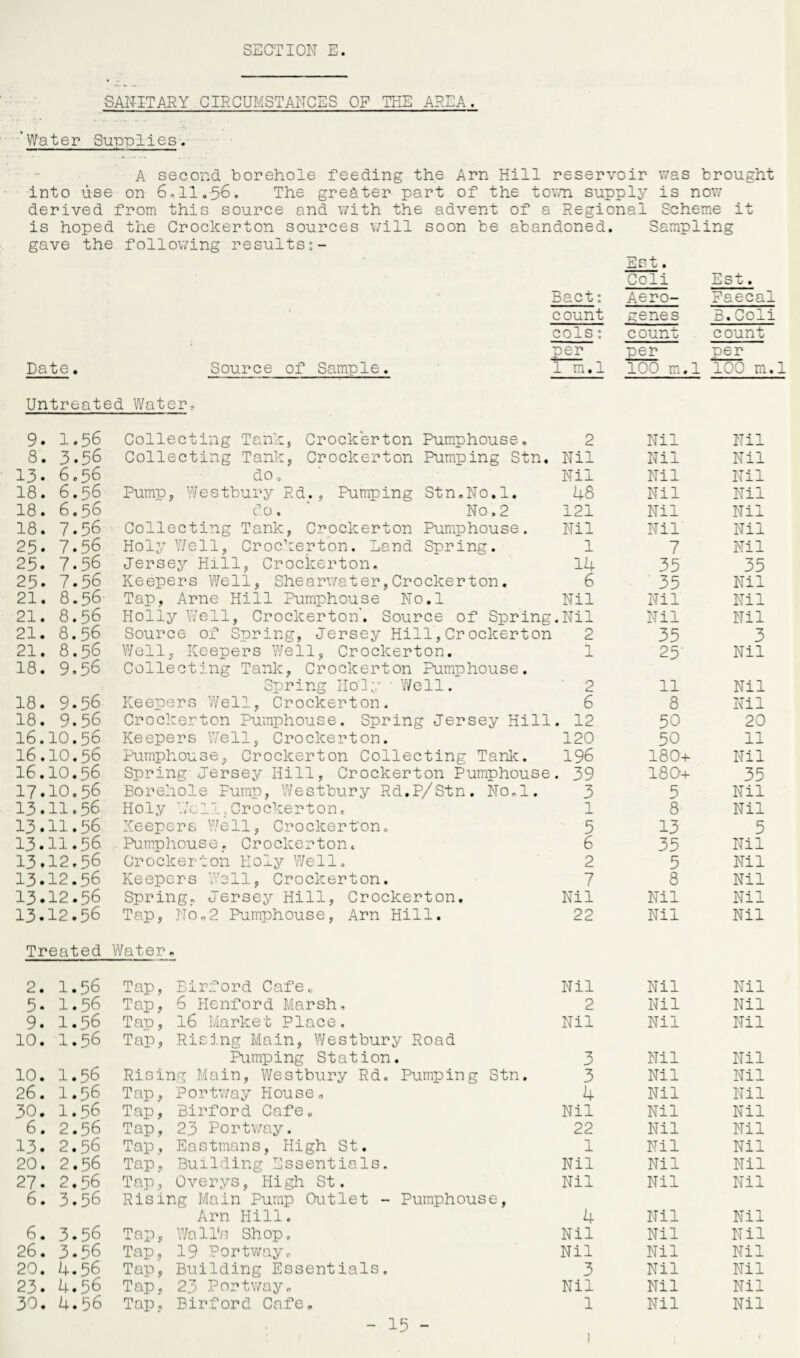 SECTION E.
SANITARY CIRCUMSTANCES OF THE AREA.
Water Supplies.
A second borehole feeding the Arn Hill reservoir was brought
into use on 6.11.56. The greater part of the town supply is now
derived from this source and with the advent of a Regional Scheme it
is hoped the Crockerton sources will soon be abandoned. Sampling
gave the following results:-
Est.
Coli Est.
Bact: Aero- Faecal
count genes B.Coli
cols: count count
per per per
Date. Source of Sample. 1 m.l 100 m.l 100 m.l
Untreated Water.
9. 1.56 Collecting Tank, Crockerton Pumphouse. 2 Nil Nil
8. 3.56 Collecting Tank, Crockerton Pumping Stn. Nil Nil Nil
13. 6.56 do. Nil Nil Nil
18. 6.56 Pump, Westbury Rd., Pumping Stn.No.1. 48 Nil Nil
18. 6.56 do. No.2 121 Nil Nil
18. 7.56 Collecting Tank, Crockerton Pumphouse. Nil Nil Nil
25. 7.56 Holy Well, Crockerton. Land Spring. 1 7 Nil
25. 7.56 Jersey Hill, Crockerton. 14 35 35
25. 7.56 Keepers Well, Shearwater,Crockerton. 6 35 Nil
21. 8.56 Tap, Arne Hill Pumphouse No.1 Nil Nil Nil
21. 8.56 Holly Well, Crockerton. Source of Spring.Nil Nil Nil
21. 8.56 Source of Spring, Jersey Hill,Crockerton 2 35 3
21. 8.56 Well, Keepers Well, Crockerton. 1 25 Nil
18. 9.56 Collecting Tank, Crockerton Pumphouse.
Spring Holy Well. 2 11 Nil
18. 9.56 Keepers Well, Crockerton. 6 8 Nil
18. 9.56 Crockerton Pumphouse. Spring Jersey Hill. 12 50 20
16.10.56 Keepers Well, Crockerton. 120 50 11
16.10.56 Pumphouse, Crockerton Collecting Tank. 196 180+ Nil
16.10.56 Spring Jersey Hill, Crockerton Pumphouse. 39 180+ 35
17.10.56 Borehole Pump, Westbury Rd.P/Stn. No.1. 3 5 Nil
13.11.56 Holy Well,Crockerton. 1 8 Nil
13.11.56 Keepers Well, Crockerton. 5 13 5
13.11.56 Pumphouse, Crockerton. 6 35 Nil
13.12.56 Crockerton Holy Well. 2 5 Nil
13.12.56 Keepers Well, Crockerton. 7 8 Nil
13.12.56 Spring, Jersey Hill, Crockerton. Nil Nil Nil
13.12.56 Tap, No.2 Pumphouse, Arn Hill. 22 Nil Nil
Treated Water.
2. 1.56 Tap, Birford Cafe. Nil Nil Nil
5. 1.56 Tap, 6 Henford Marsh. 2 Nil Nil
9. 1.56 Tap, 16 Market Place. Nil Nil Nil
10. 1.56 Tap, Rising Main, Westbury Road
Pumping Station. 3 Nil Nil
10. 1.56 Rising Main, Westbury Rd. Pumping Stn. 3 Nil Nil
26. 1.56 Tap, Portway House. 4 Nil Nil
30. 1.56 Tap, Birford Cafe. Nil Nil Nil
6. 2.56 Tap, 23 Portway. 22 Nil Nil
13. 2.56 Tap, Eastmans, High St. 1 Nil Nil
20. 2.56 Tap, Building Essentials. Nil Nil Nil
27. 2.56 Tap, Overys, High St. Nil Nil Nil
6. 3.56 Rising Main Pump Outlet - Pumphouse,
Arn Hill. 4 Nil Nil
6. 3.56 Tap, Wall's Shop. Nil Nil Nil
26. 3.56 Tap, 19 Portway. Nil Nil Nil
20. 4.56 Tap, Building Essentials. 3 Nil Nil
23. 4.56 Tap, 23 Portway. Nil Nil Nil
30. 4.56 Tap, Birford Cafe. 1 Nil Nil
- 15 -